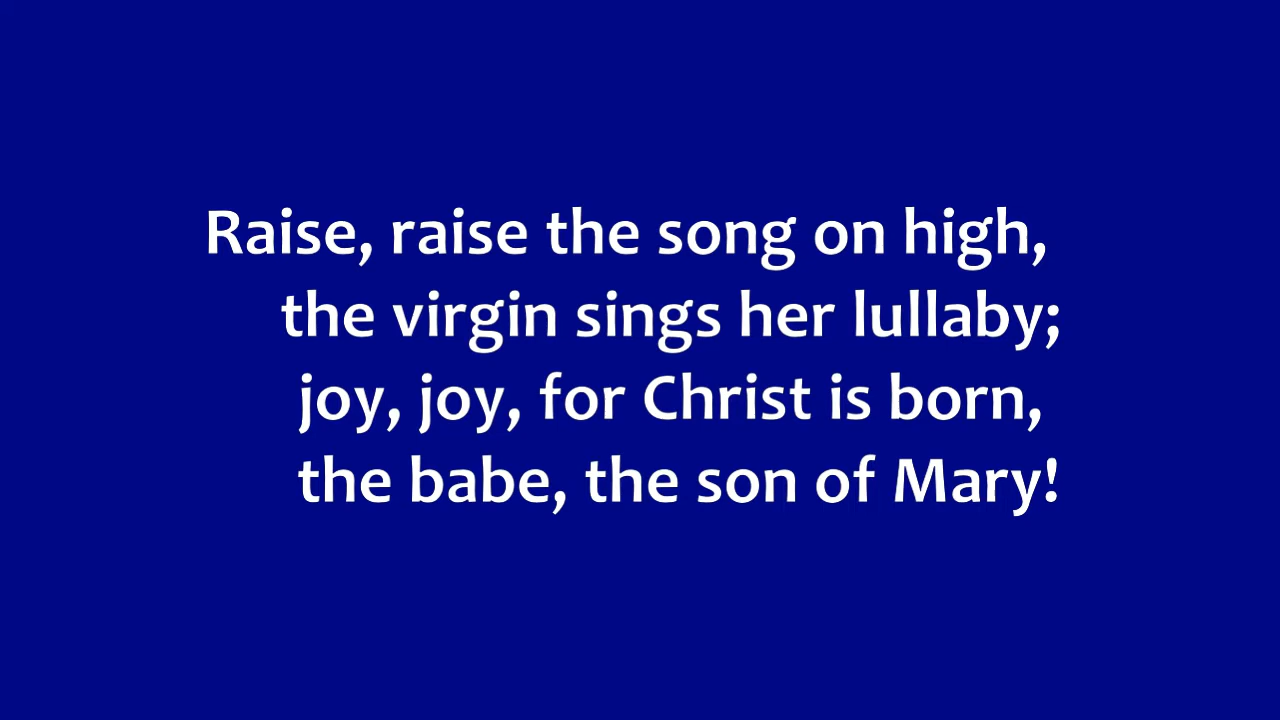 Raise, raise the song on high,
the virgin sings her lullaby;
joy, joy, for Christ is born,
the babe, the son of Mary!